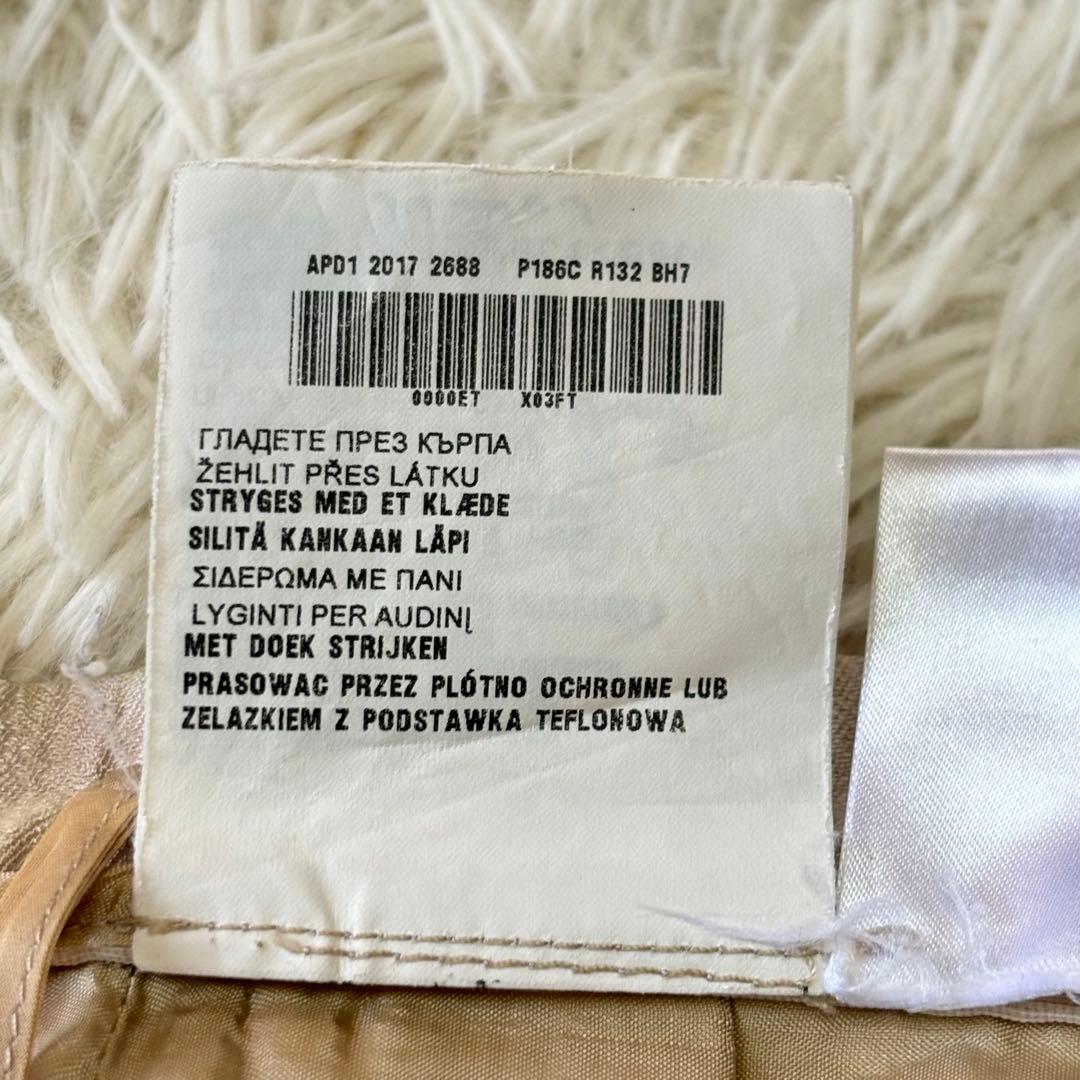 APD1 2017 2688 P186C R132 BH7
0000ET X03FT
ГЛАДЕТЕ ПРЕЗ КЪРПА
ŽEHLIT PŘES LÁTKU
STRYGES MED ET KLÆDE
SILITÄ KANKAAN LÄPI
ΣΙΔΕΡΩΜΑ ΜΕ ΠΑΝΙ
LYGINTI PER AUDINĮ
MET DOEK STRIJKEN
PRASOWAC PRZEZ PLÓTNO OCHRONNE LUB
ZELAZKIEM Z PODSTAWKA TEFLONOWA